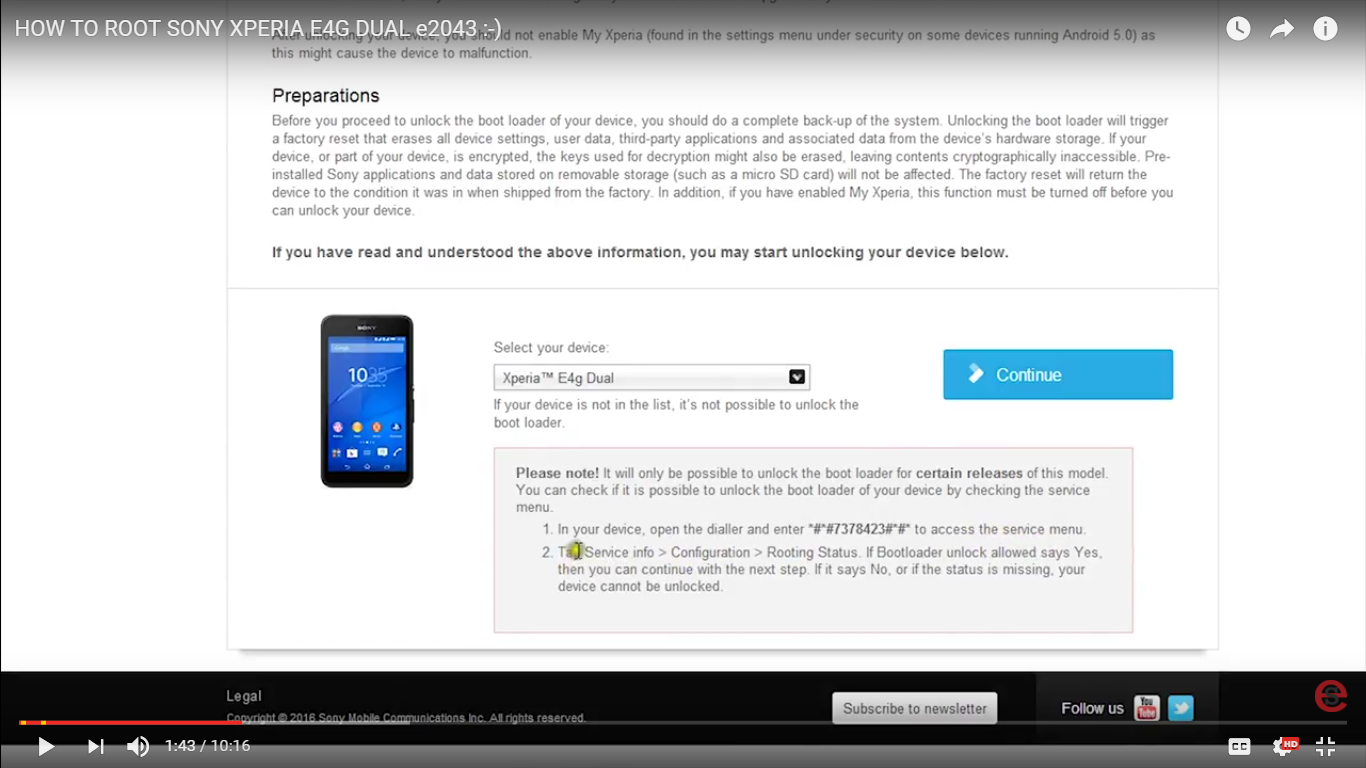 HOW TO ROOT SONY XPERIA E4G DUAL e2043 :-)
After unlocking your device, you should not enable My Xperia (found in the settings menu under security on some devices running Android 5.0) as
this might cause the device to malfunction.
Preparations
Before you proceed to unlock the boot loader of your device, you should do a complete back-up of the system. Unlocking the boot loader will trigger
a factory reset that erases all device settings, user data, third-party applications and associated data from the device's hardware storage. If your
device, or part of your device, is encrypted, the keys used for decryption might also be erased, leaving contents cryptographically inaccessible. Pre-
installed Sony applications and data stored on removable storage (such as a micro SD card) will not be affected. The factory reset will return the
device to the condition it was in when shipped from the factory. In addition, if you have enabled My Xperia, this function must be turned off before you
can unlock your device.
If you have read and understood the above information, you may start unlocking your device below.
SONY
Google
10 35
Select your device:
Xperia™ E4g Dual
Continue
If your device is not in the list, it's not possible to unlock the
boot loader.
Please note! It will only be possible to unlock the boot loader for certain releases of this model.
You can check if it is possible to unlock the boot loader of your device by checking the service
menu.
1. In your device, open the dialler and enter *#*#7378423#*#* to access the service menu.
2. Tap Service info > Configuration > Rooting Status. If Bootloader unlock allowed says Yes,
then you can continue with the next step. If it says No, or if the status is missing, your
device cannot be unlocked.
Legal
Copyright © 2016 Sony Mobile Communications Inc. All rights reserved.
Subscribe to newsletter
Follow us
You Tube
1:43 / 10:16
CC
HD